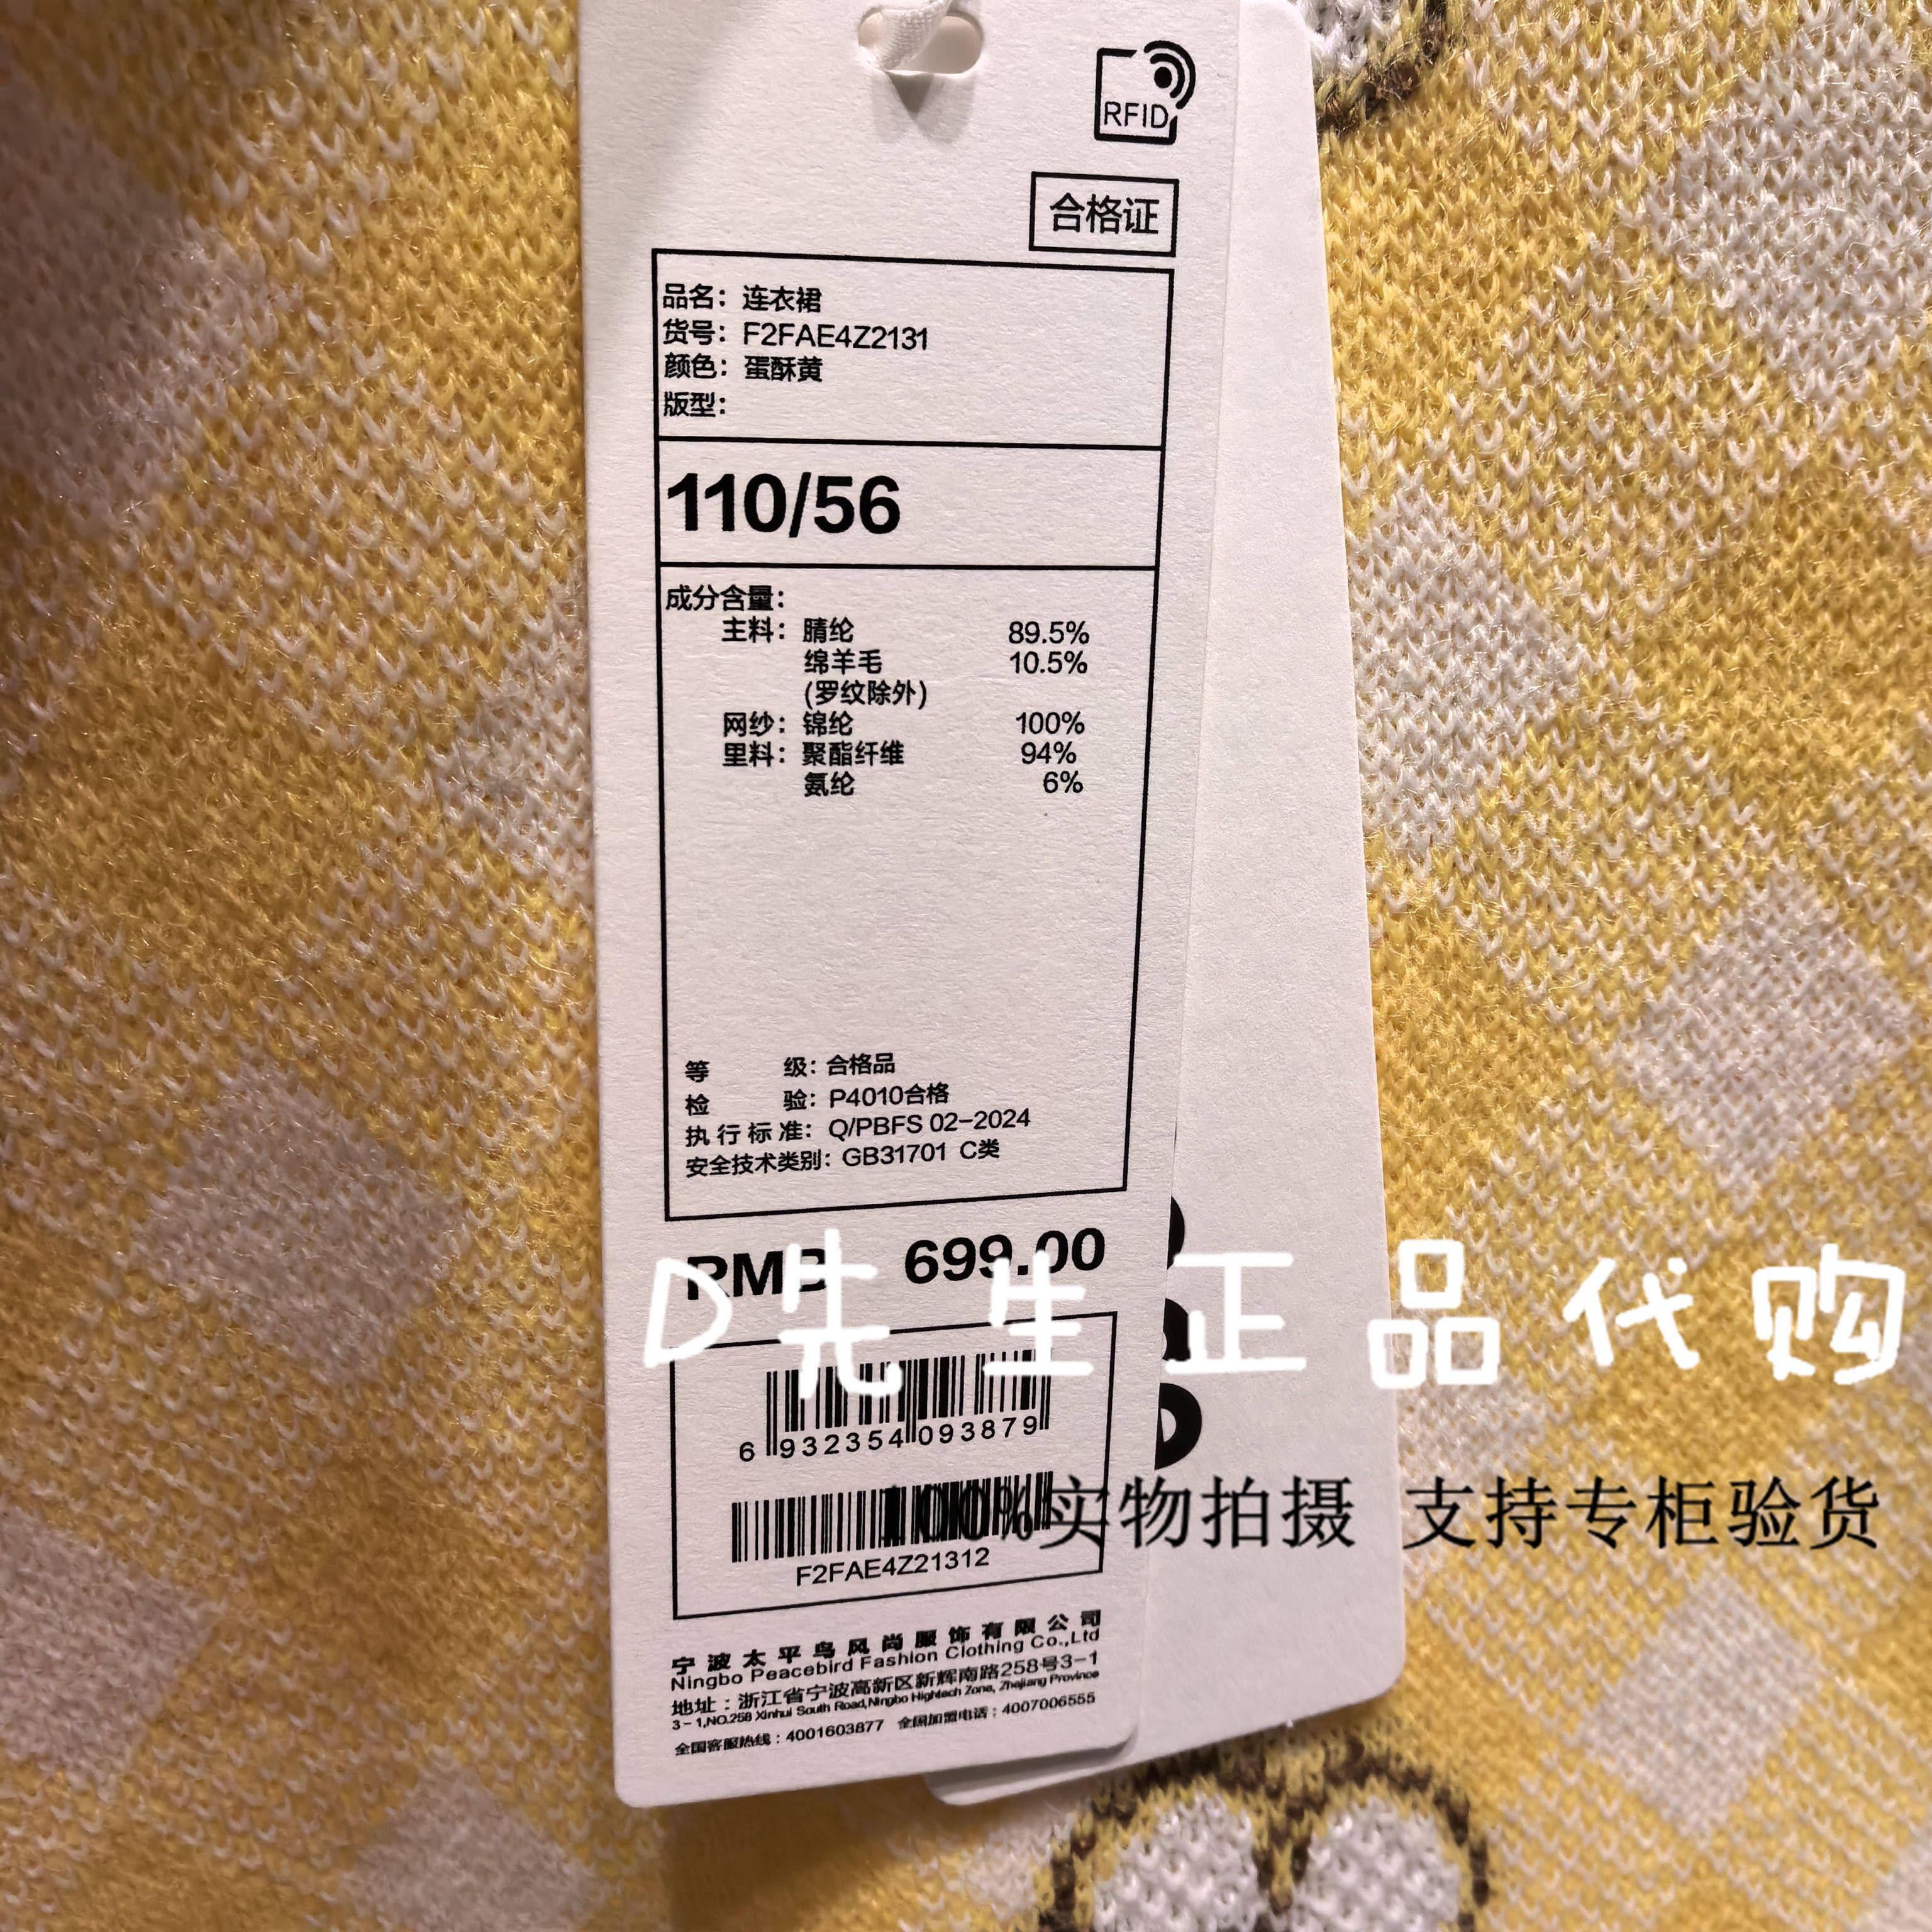 RFID
合格证
品名：连衣裙
货号：F2FAE4Z2131
颜色：蛋酥黄
版型：
110/56
成分含量：
主料：腈纶 89.5%
绵羊毛 10.5%
(罗纹除外)
网纱：锦纶 100%
里料：聚酯纤维 94%
氨纶 6%
等 级：合格品
检 验：P4010合格
执行标准：Q/PBFS 02-2024
安全技术类别：GB31701 C类
RMB 699.00
D先生正品代购
6 932354 093879
100%实物拍摄 支持专柜验货
F2FAE4Z21312
宁波太平鸟风尚服饰有限公司
Ningbo Peacebird Fashion Clothing Co.,Ltd
地址：浙江省宁波高新区新辉南路258号3-1
3-1,NO.258 Xinhui South Road,Ningbo Hightech Zone, Zhejiang Province
全国客服热线：4001603877 全国加盟电话：4007006555